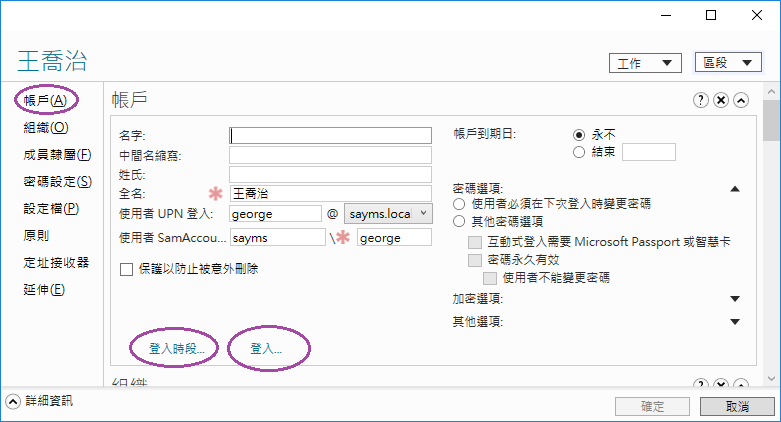 王喬治
工作
區段
帳戶(A)
組織(O)
成員隸屬(F)
密碼設定(S)
設定檔(P)
原則
定址接收器
延伸(E)
帳戶
名字:
中間名縮寫:
姓氏:
全名: * 王喬治
使用者 UPN 登入: george @ sayms.local
使用者 SamAccou... sayms \ * george
保護以防止被意外刪除
登入時段...
登入...
帳戶到期日: 永不
結束
密碼選項:
使用者必須在下次登入時變更密碼
其他密碼選項
互動式登入需要 Microsoft Passport 或智慧卡
密碼永久有效
使用者不能變更密碼
加密選項:
其他選項:
組織
詳細資訊
確定
取消